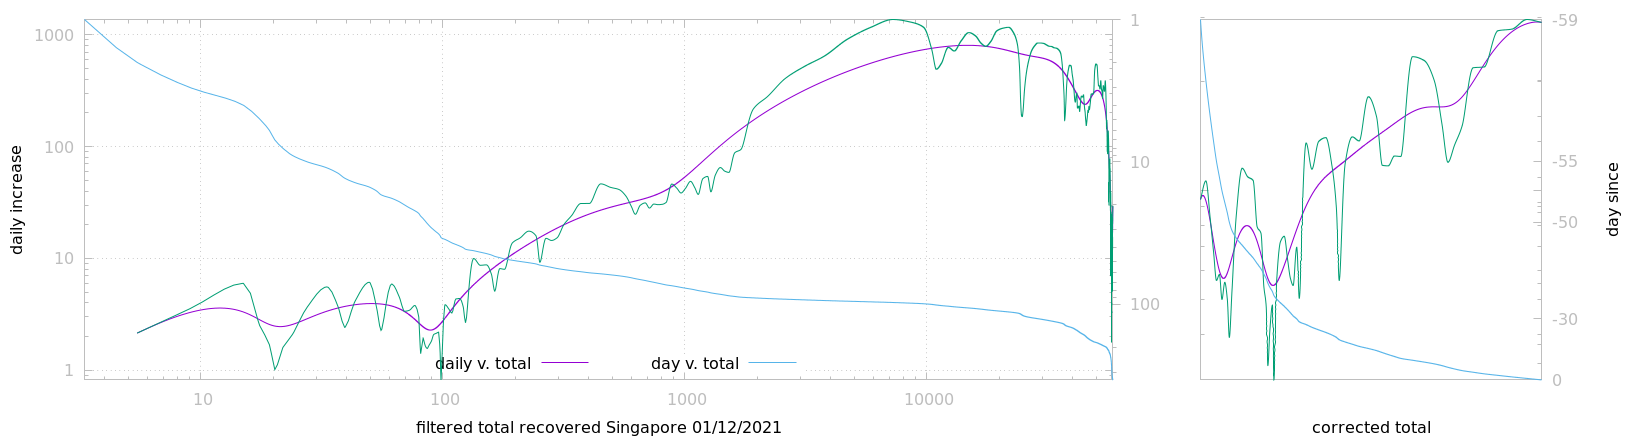 1000
100
10
1
daily increase
10
100
1000
10000
filtered total recovered Singapore 01/12/2021
daily v. total
day v. total
1
10
100
-59
-55
-50
-30
0
day since
corrected total